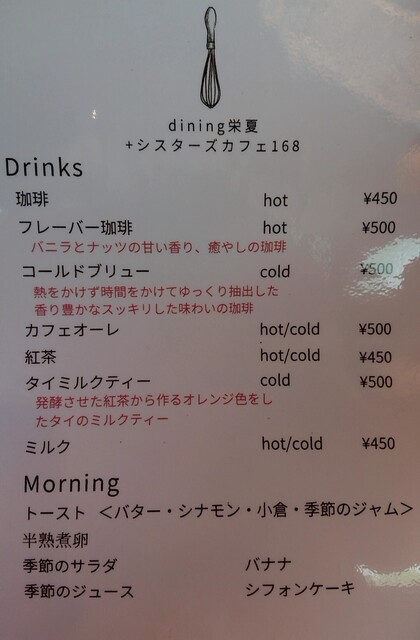 dining栄夏
+シスターズカフェ168
Drinks
珈琲 hot ¥450
フレーバー珈琲 hot ¥500
バニラとナッツの甘い香り、癒やしの珈琲
コールドブリュー cold ¥500
熱をかけず時間をかけてゆっくり抽出した
香り豊かなスッキリした味わいの珈琲
カフェオーレ hot/cold ¥500
紅茶 hot/cold ¥450
タイミルクティー cold ¥500
発酵させた紅茶から作るオレンジ色をし
たタイのミルクティー
ミルク hot/cold ¥450
Morning
トースト <バター・シナモン・小倉・季節のジャム>
半熟煮卵
季節のサラダ バナナ
季節のジュース シフォンケーキ